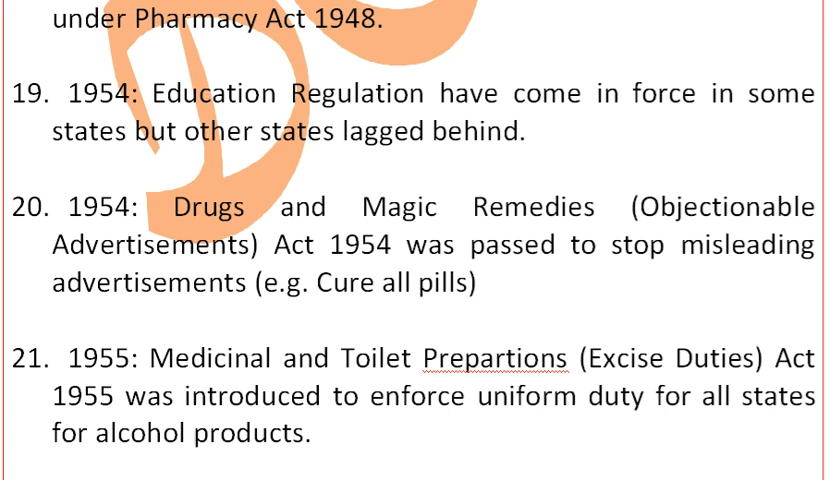 under Pharmacy Act 1948.
19. 1954: Education Regulation have come in force in some
states but other states lagged behind.
20. 1954: Drugs and Magic Remedies (Objectionable
Advertisements) Act 1954 was passed to stop misleading
advertisements (e.g. Cure all pills)
21. 1955: Medicinal and Toilet Prepartions (Excise Duties) Act
1955 was introduced to enforce uniform duty for all states
for alcohol products.